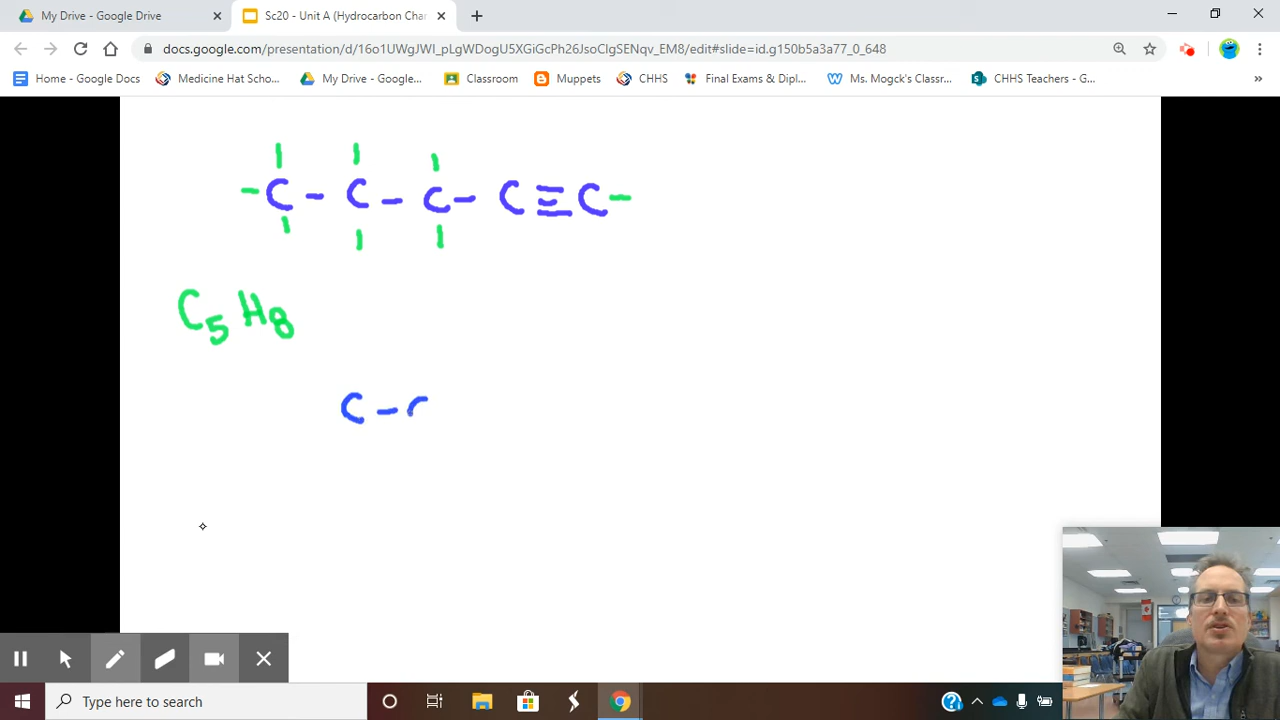 My Drive - Google Drive
Sc20 - Unit A (Hydrocarbon Char
docs.google.com/presentation/d/16o1UWgJWI_pLGWDogU5XGiGcPh26JsoClgSENqv_EM8/edit#slide=id.g150b5a3a77_0_648
Home - Google Docs
Medicine Hat Scho...
My Drive - Google...
Classroom
Muppets
CHHS
Final Exams & Dipl...
Ms. Mogck's Classr...
CHHS Teachers - G...
»
C - C - C - C ≡ C -
C5H8
C -
Type here to search